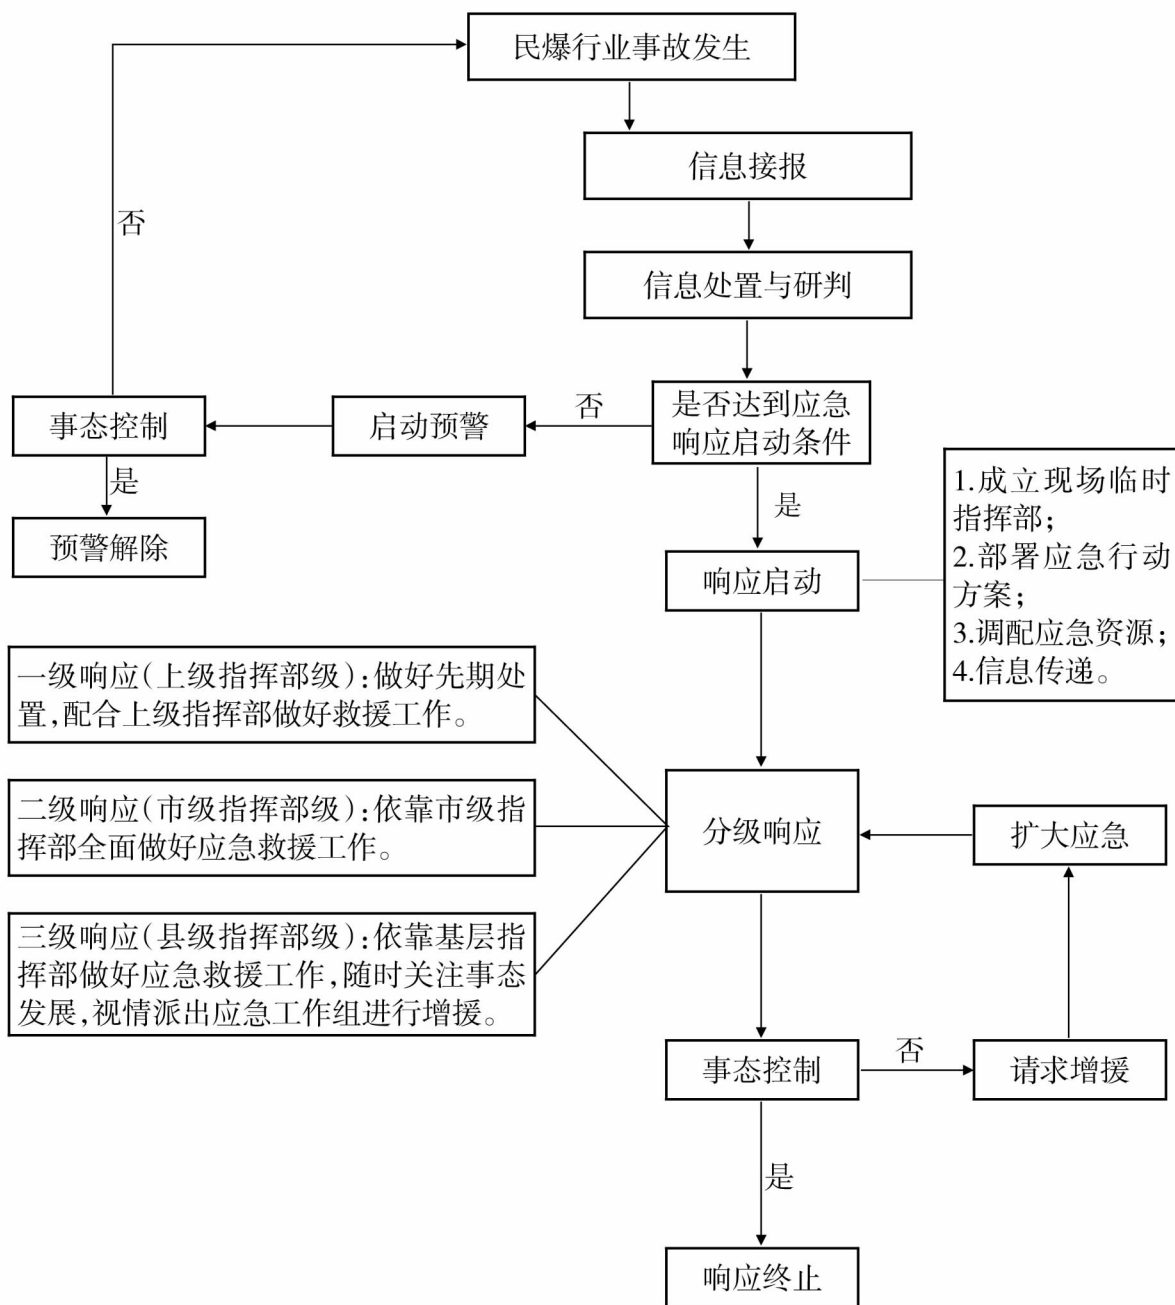 民爆行业事故发生
信息接报
否
信息处置与研判
是否达到应急
响应启动条件
否
启动预警
事态控制
是
预警解除
是
响应启动
1.成立现场临时
指挥部；
2.部署应急行动
方案；
3.调配应急资源；
4.信息传递。
一级响应（上级指挥部级）：做好先期处
置，配合上级指挥部做好救援工作。
二级响应（市级指挥部级）：依靠市级指
挥部全面做好应急救援工作。
三级响应（县级指挥部级）：依靠基层指
挥部做好应急救援工作，随时关注事态
发展，视情派出应急工作组进行增援。
分级响应
扩大应急
事态控制
否
请求增援
是
响应终止